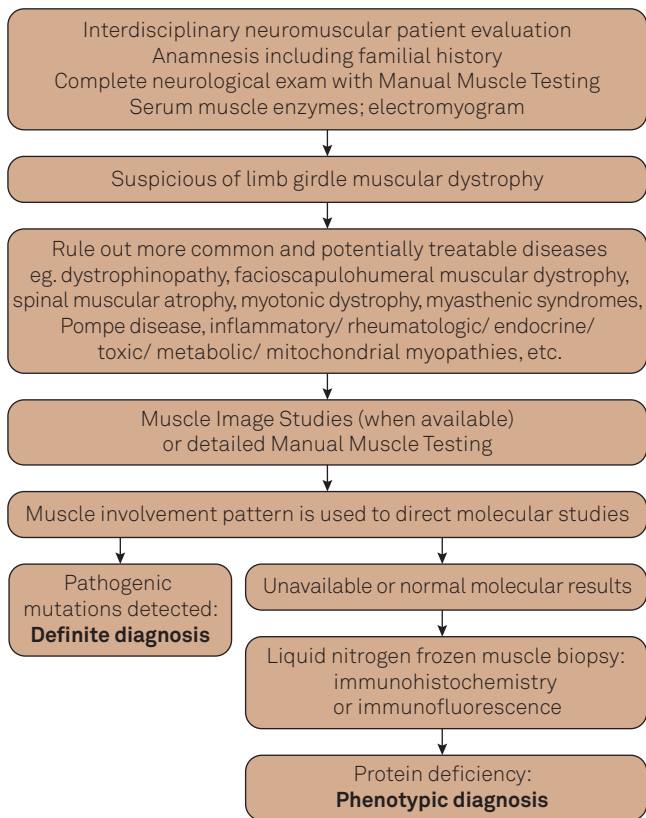 Interdisciplinary neuromuscular patient evaluation
Anamnesis including familial history
Complete neurological exam with Manual Muscle Testing
Serum muscle enzymes; electromyogram
Suspicious of limb girdle muscular dystrophy
Rule out more common and potentially treatable diseases
eg. dystrophinopathy, facioscapulohumeral muscular dystrophy,
spinal muscular atrophy, myotonic dystrophy, myasthenic syndromes,
Pompe disease, inflammatory/ rheumatologic/ endocrine/
toxic/ metabolic/ mitochondrial myopathies, etc.
Muscle Image Studies (when available)
or detailed Manual Muscle Testing
Muscle involvement pattern is used to direct molecular studies
Pathogenic
mutations detected:
Definite diagnosis
Unavailable or normal molecular results
Liquid nitrogen frozen muscle biopsy:
immunohistochemistry
or immunofluorescence
Protein deficiency:
Phenotypic diagnosis